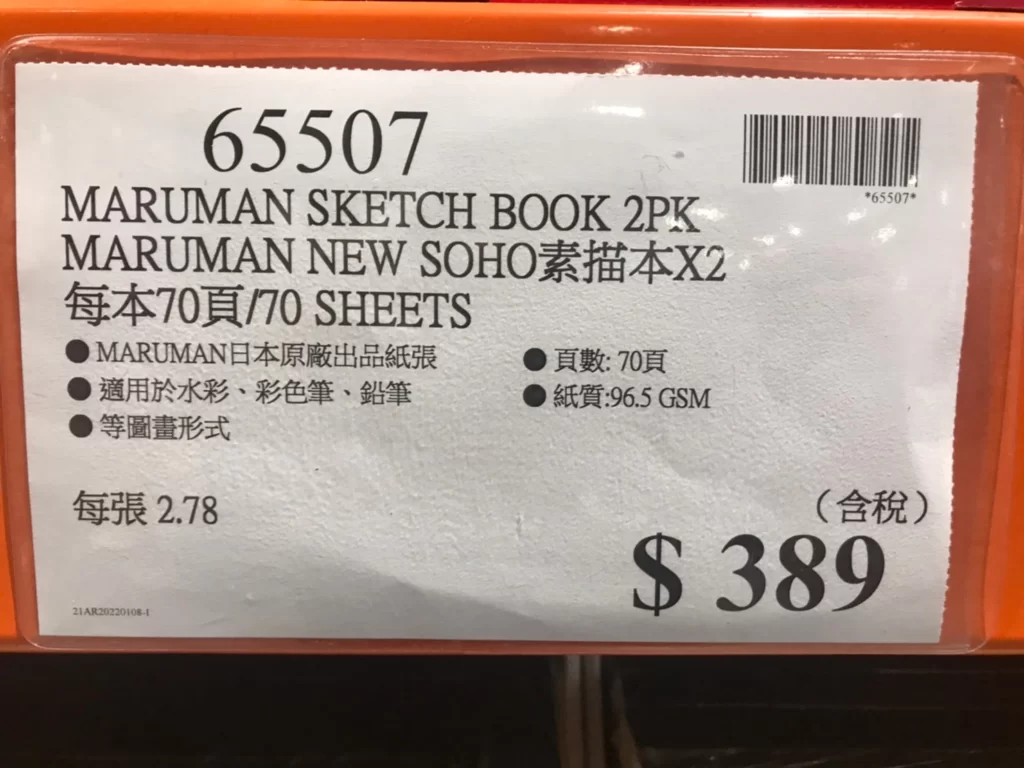 65507
*65507*
MARUMAN SKETCH BOOK 2PK
MARUMAN NEW SOHO素描本X2
每本70頁/70 SHEETS
● MARUMAN日本原廠出品紙張
● 適用於水彩、彩色筆、鉛筆
● 等圖畫形式
● 頁數: 70頁
● 紙質:96.5 GSM
每張 2.78
（含稅）
$ 389
21AR20220108-1